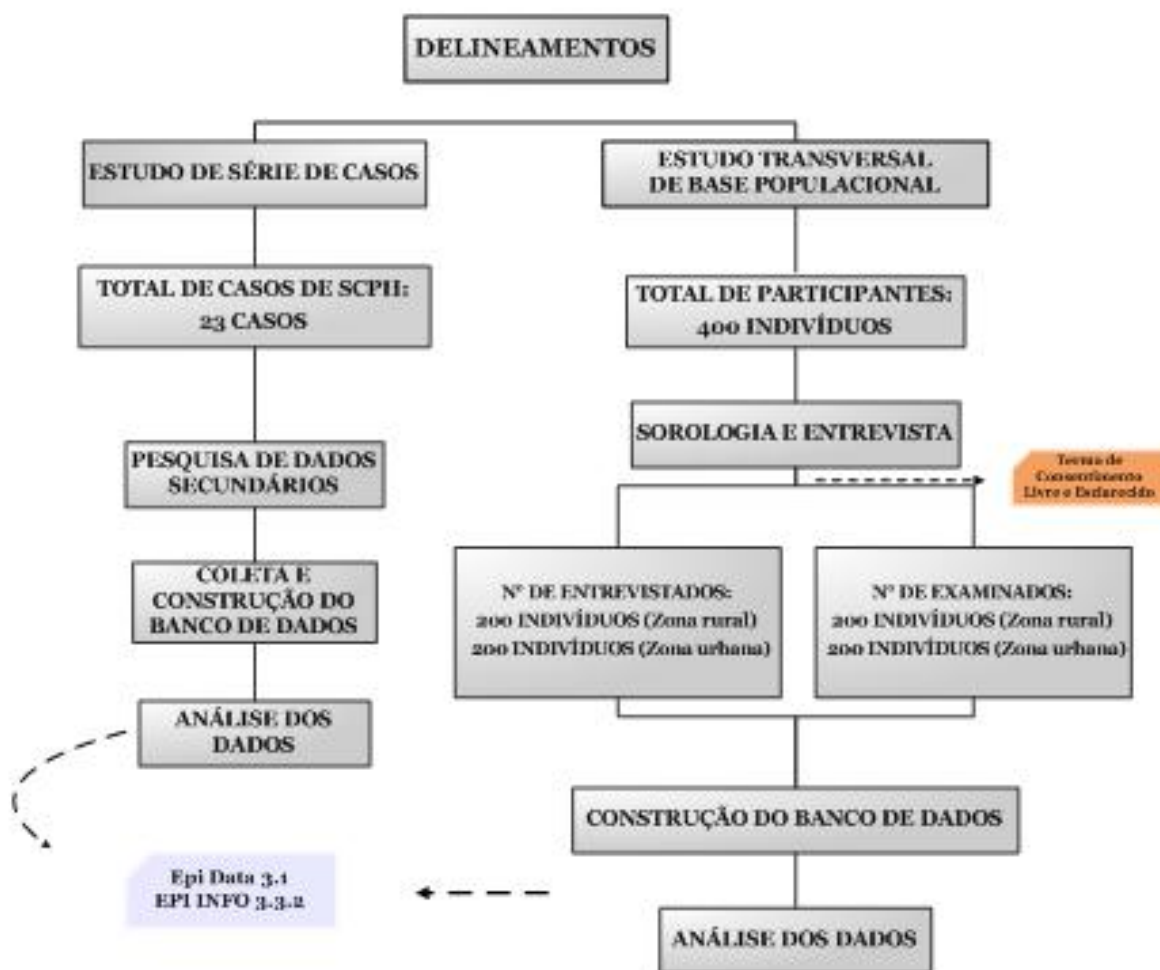 DELINEAMENTOS
ESTUDO DE SÉRIE DE CASOS
TOTAL DE CASOS DE SCPH:
23 CASOS
PESQUISA DE DADOS
SECUNDÁRIOS
COLETA E
CONSTRUÇÃO DO
BANCO DE DADOS
ANÁLISE DOS
DADOS
ESTUDO TRANSVERSAL
DE BASE POPULACIONAL
TOTAL DE PARTICIPANTES:
400 INDIVÍDUOS
SOROLOGIA E ENTREVISTA
Termo de
Consentimento
Livre e Esclarecido
Nº DE ENTREVISTADOS:
200 INDIVÍDUOS (Zona rural)
200 INDIVÍDUOS (Zona urbana)
Nº DE EXAMINADOS:
200 INDIVÍDUOS (Zona rural)
200 INDIVÍDUOS (Zona urbana)
CONSTRUÇÃO DO BANCO DE DADOS
ANÁLISE DOS DADOS
Epi Data 3.1
EPI INFO 3.3.2